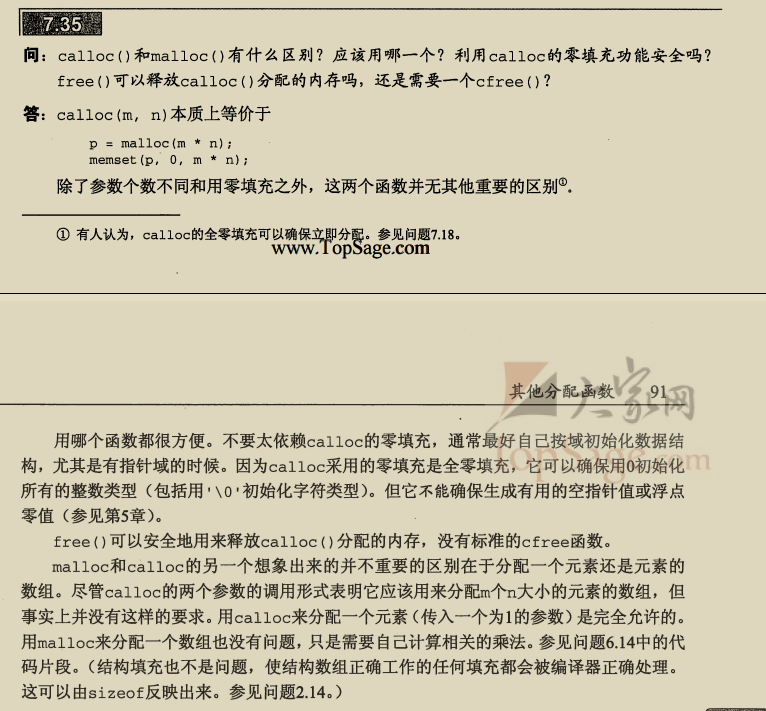 7.35
问：calloc()和malloc()有什么区别？应该用哪一个？利用calloc的零填充功能安全吗？
free()可以释放calloc()分配的内存吗，还是需要一个cfree()？
答：calloc(m, n)本质上等价于
p = malloc(m * n);
memset(p, 0, m * n);
除了参数个数不同和用零填充之外，这两个函数并无其他重要的区别①。
① 有人认为，calloc的全零填充可以确保立即分配。参见问题7.18。
www.TopSage.com
其他分配函数 91
大家网
TopSage.com
用哪个函数都很方便。不要太依赖calloc的零填充，通常最好自己按域初始化数据结
构，尤其是有指针域的时候。因为calloc采用的零填充是全零填充，它可以确保用0初始化
所有的整数类型（包括用'\0'初始化字符类型）。但它不能确保生成有用的空指针值或浮点
零值（参见第5章）。
free()可以安全地用来释放calloc()分配的内存，没有标准的cfree函数。
malloc和calloc的另一个想象出来的并不重要的区别在于分配一个元素还是元素的
数组。尽管calloc的两个参数的调用形式表明它应该用来分配m个n大小的元素的数组，但
事实上并没有这样的要求。用calloc来分配一个元素（传入一个为1的参数）是完全允许的。
用malloc来分配一个数组也没有问题，只是需要自己计算相关的乘法。参见问题6.14中的代
码片段。（结构填充也不是问题，使结构数组正确工作的任何填充都会被编译器正确处理。
这可以由sizeof反映出来。参见问题2.14。）